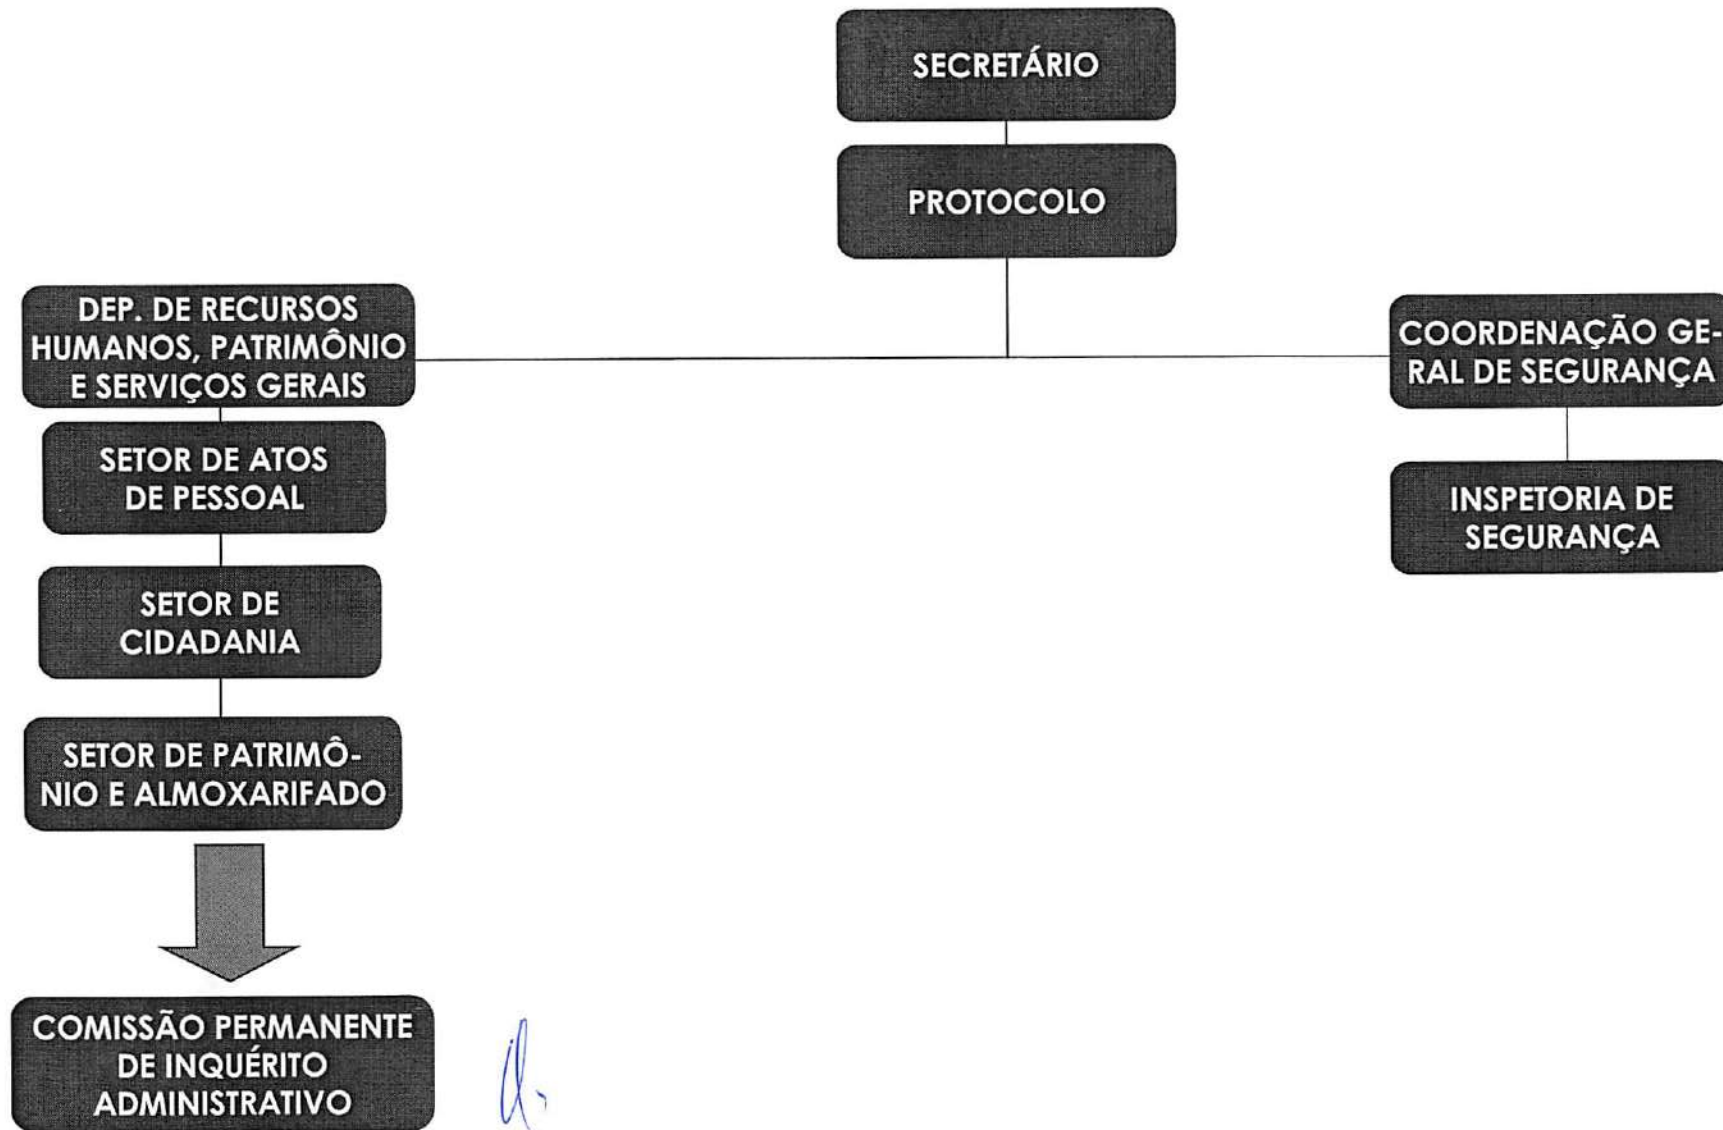 SECRETÁRIO
PROTOCOLO
DEP. DE RECURSOS
HUMANOS, PATRIMÔNIO
E SERVIÇOS GERAIS
COORDENAÇÃO GE-
RAL DE SEGURANÇA
SETOR DE ATOS
DE PESSOAL
INSPETORIA DE
SEGURANÇA
SETOR DE
CIDADANIA
SETOR DE PATRIMÔ-
NIO E ALMOXARIFADO
COMISSÃO PERMANENTE
DE INQUÉRITO
ADMINISTRATIVO